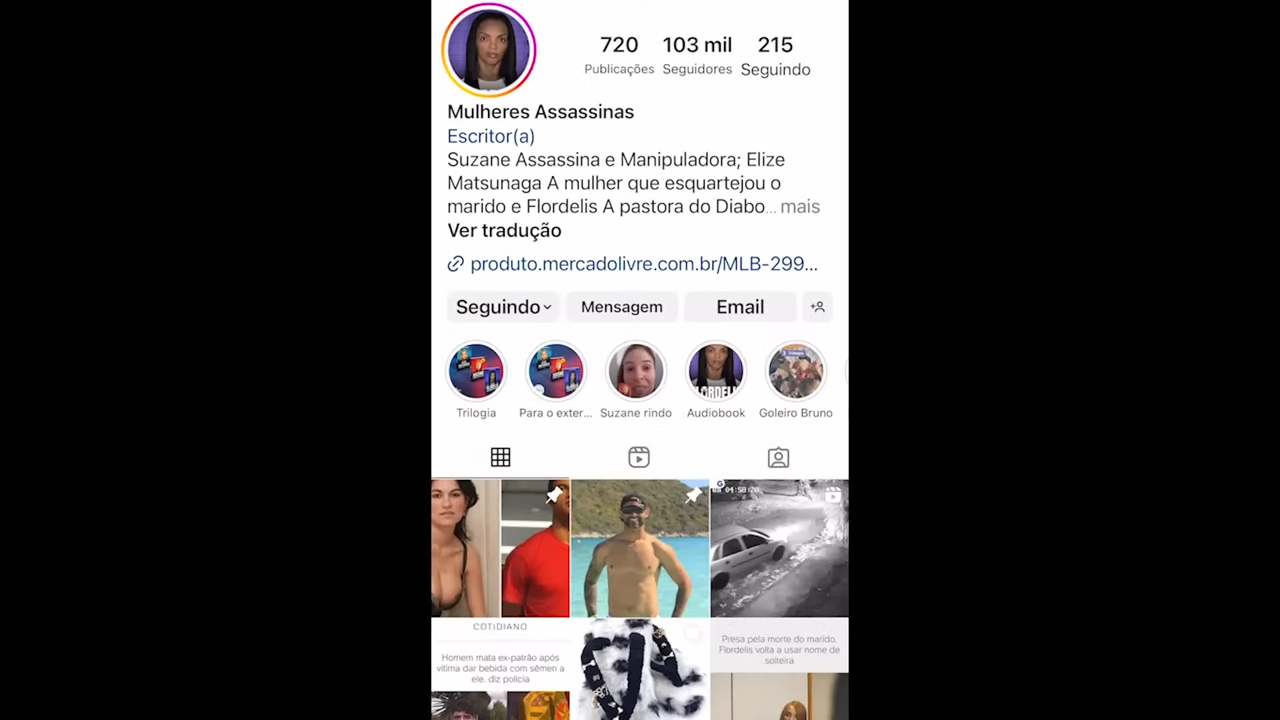 720 103 mil 215
Publicações Seguidores Seguindo
Mulheres Assassinas
Escritor(a)
Suzane Assassina e Manipuladora; Elize
Matsunaga A mulher que esquartejou o
marido e Flordelis A pastora do Diabo... mais
Ver tradução
produto.mercadolivre.com.br/MLB-299...
Seguindo Mensagem Email
Trilogia Para o exter... Suzane rindo Audiobook Goleiro Bruno
04:58:20
COTIDIANO
Homem mata ex-patrão após
vítima dar bebida com sêmen a
ele, diz polícia
Presa pela morte do marido,
Flordelis volta a usar nome de
solteira